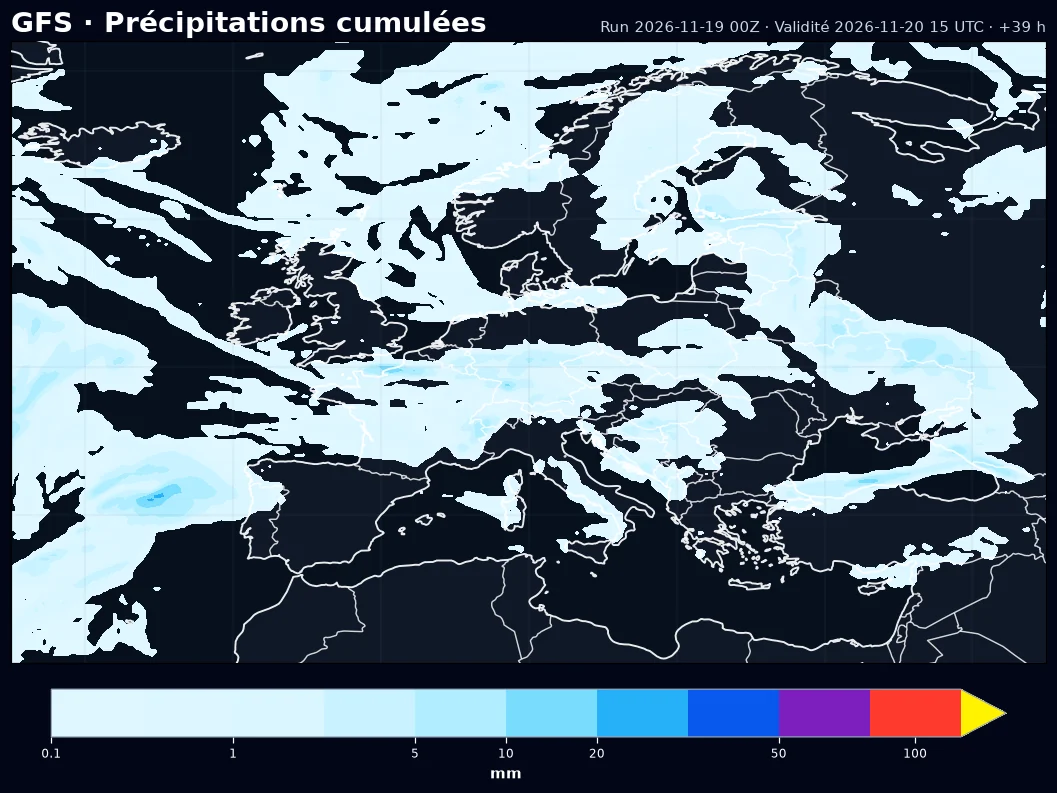 GFS · Précipitations cumulées
Run 2026-11-19 00Z · Validité 2026-11-20 15 UTC · +39 h
0.1 1 5 10 20 50 100
mm